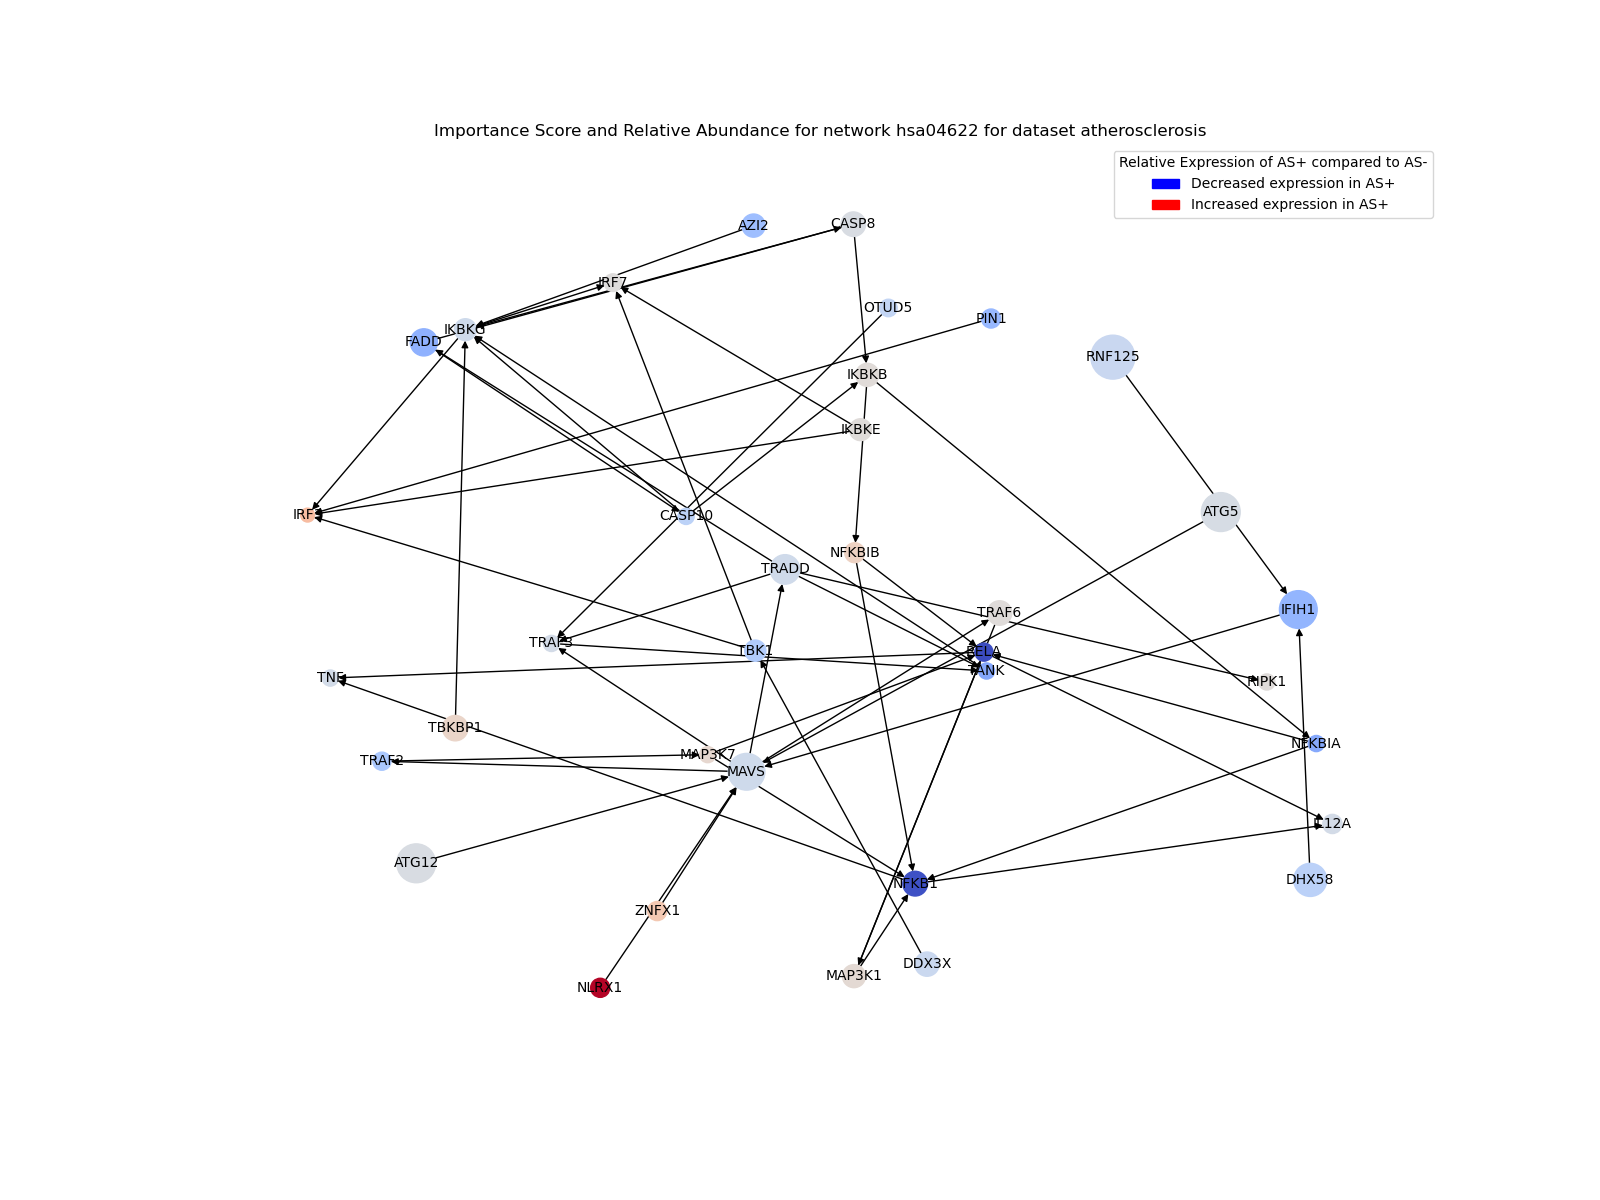 Importance Score and Relative Abundance for network hsa04622 for dataset atherosclerosis
Relative Expression of AS+ compared to AS-
Decreased expression in AS+
Increased expression in AS+
AZI2
CASP8
IRF7
OTUD5
PIN1
IKBKG
FADD
RNF125
IKBKB
IKBKE
ATG5
CASP10
NFKBIB
TRADD
IFIH1
TRAF6
TRAF3
TBK1
RELA
TANK
TNF
RIPK1
TBKBP1
NFKBIA
MAP3K7
TRAF2
MAVS
IL12A
ATG12
DHX58
NFKB1
ZNFX1
DDX3X
MAP3K1
NLRX1